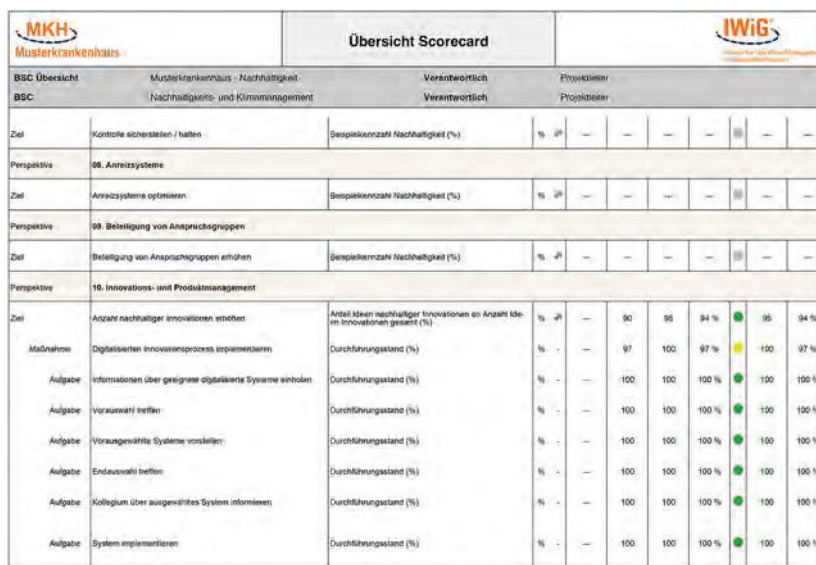 MKH
Musterkrankenhaus
Übersicht Scorecard
IWiG
BSC Übersicht Musterkrankenhaus - Nachhaltigkeit Verantwortlich Projektleiter
BSC Nachhaltigkeits- und Klimamanagement Verantwortlich Projektleiter
Ziel Kontrolle sicherstellen / halten Beispielkennzahl Nachhaltigkeit (%) % --- --- --- --- --- ---
Perspektive 08. Anreizsysteme
Ziel Anreizsysteme optimieren Beispielkennzahl Nachhaltigkeit (%) % --- --- --- --- --- ---
Perspektive 09. Beteiligung von Anspruchsgruppen
Ziel Beteiligung von Anspruchsgruppen erhöhen Beispielkennzahl Nachhaltigkeit (%) % --- --- --- --- --- ---
Perspektive 10. Innovations- und Produktmanagement
Ziel Anzahl nachhaltiger Innovationen erhöhen Anteil Ideen nachhaltiger Innovationen an Anzahl Ide-
en Innovationen gesamt (%) % --- 90 94 % 95 94 %
Maßnahme Digitalisierten Innovationsprozess implementieren Durchführungsstand (%) % - --- 97 100 97 % 100 97 %
Aufgabe Informationen über geeignete digitalisierte Systeme einholen Durchführungsstand (%) % - --- 100 100 100 % 100 100 %
Aufgabe Vorauswahl treffen Durchführungsstand (%) % - --- 100 100 100 % 100 100 %
Aufgabe Vorausgewählte Systeme vorstellen Durchführungsstand (%) % - --- 100 100 100 % 100 100 %
Aufgabe Endauswahl treffen Durchführungsstand (%) % - --- 100 100 100 % 100 100 %
Aufgabe Kollegium über ausgewähltes System informieren Durchführungsstand (%) % - --- 100 100 100 % 100 100 %
Aufgabe System implementieren Durchführungsstand (%) % - --- 100 100 100 % 100 100 %